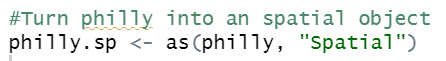 #Turn philly into an spatial object
philly.sp <- as(philly, "Spatial")